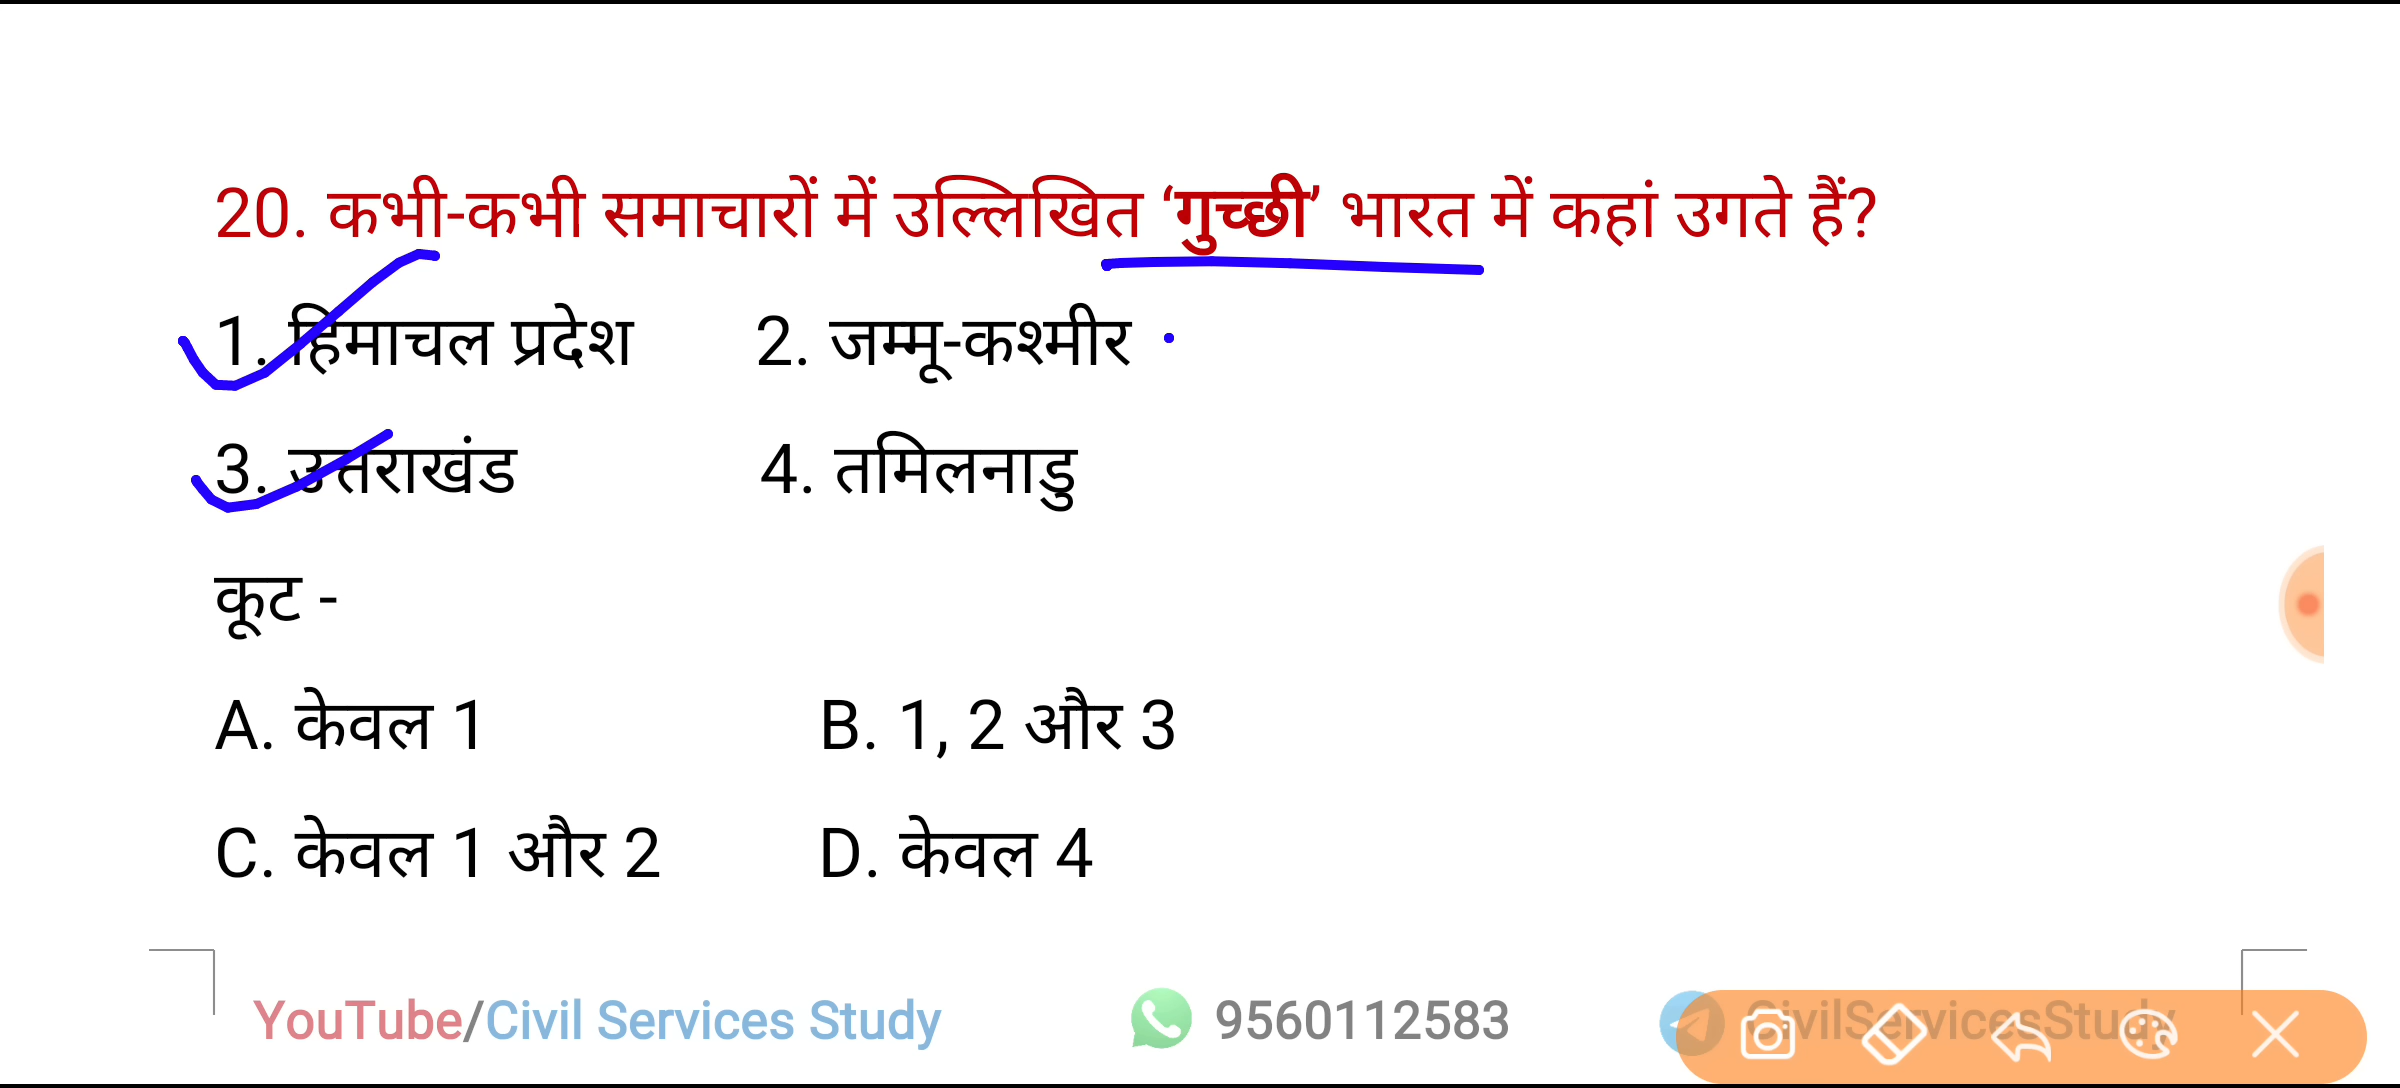 20. कभी-कभी समाचारों में उल्लिखित ‘गुच्छी’ भारत में कहां उगते हैं?
1. हिमाचल प्रदेश 2. जम्मू-कश्मीर
3. उत्तराखंड 4. तमिलनाडु
कूट -
A. केवल 1 B. 1, 2 और 3
C. केवल 1 और 2 D. केवल 4
YouTube/Civil Services Study 9560112583 CivilServicesStudy